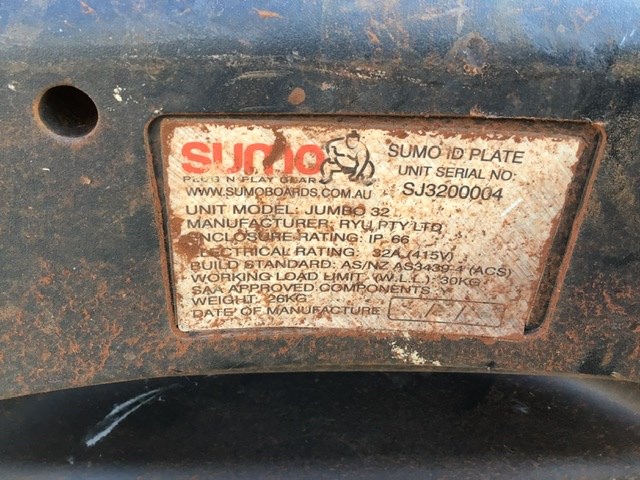 SUMO
PLUG N PLAY GEAR
WWW.SUMOBOARDS.COM.AU
SUMO ID PLATE
UNIT SERIAL NO:
SJ3200004
UNIT MODEL: JUMBO 32
MANUFACTURER: RYU PTY LTD
ENCLOSURE RATING: IP 66
ELECTRICAL RATING: 32A (415V)
BUILD STANDARD: AS/NZ AS3439-4 (ACS)
WORKING LOAD LIMIT (W.L.L): 30KG
SAA APPROVED COMPONENTS Y
WEIGHT: 26KG
DATE OF MANUFACTURE